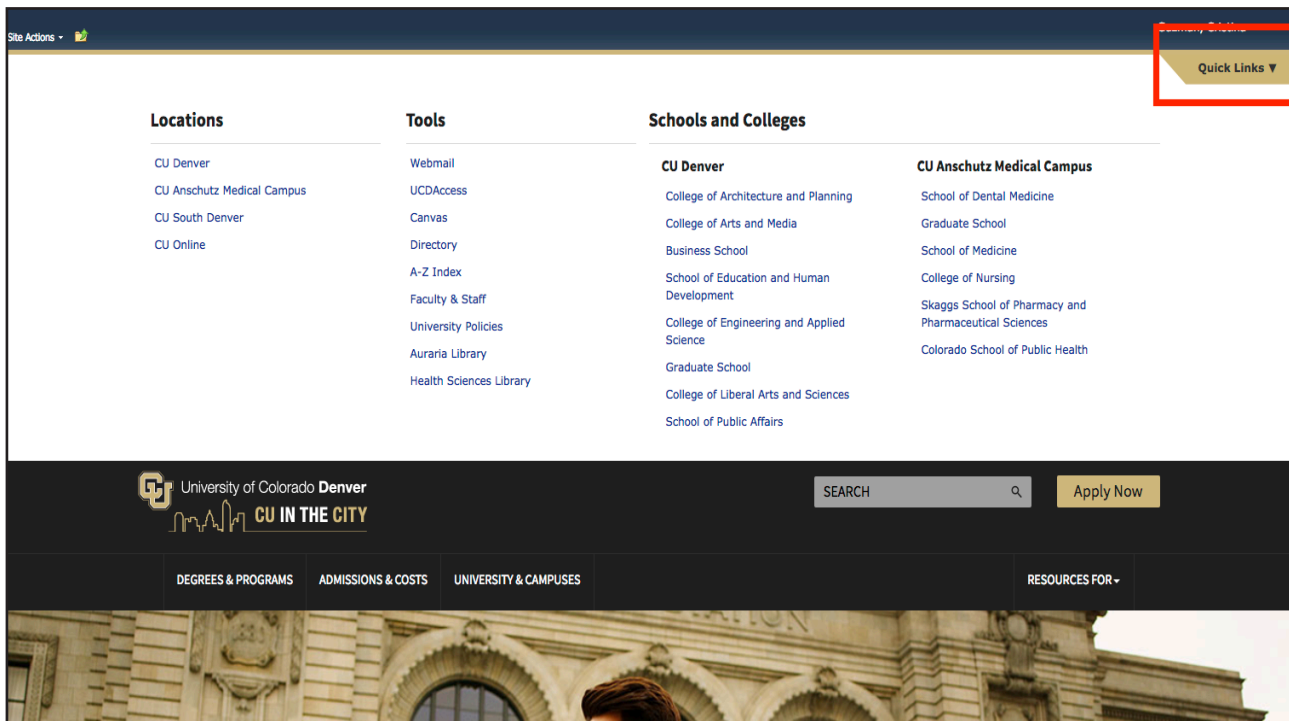 Site Actions
Quick Links ▼
Locations
CU Denver
CU Anschutz Medical Campus
CU South Denver
CU Online
Tools
Webmail
UCDAccess
Canvas
Directory
A-Z Index
Faculty & Staff
University Policies
Auraria Library
Health Sciences Library
Schools and Colleges
CU Denver
College of Architecture and Planning
College of Arts and Media
Business School
School of Education and Human
Development
College of Engineering and Applied
Science
Graduate School
College of Liberal Arts and Sciences
School of Public Affairs
CU Anschutz Medical Campus
School of Dental Medicine
Graduate School
School of Medicine
College of Nursing
Skaggs School of Pharmacy and
Pharmaceutical Sciences
Colorado School of Public Health
CU University of Colorado Denver
CU IN THE CITY
SEARCH
Apply Now
DEGREES & PROGRAMS
ADMISSIONS & COSTS
UNIVERSITY & CAMPUSES
RESOURCES FOR